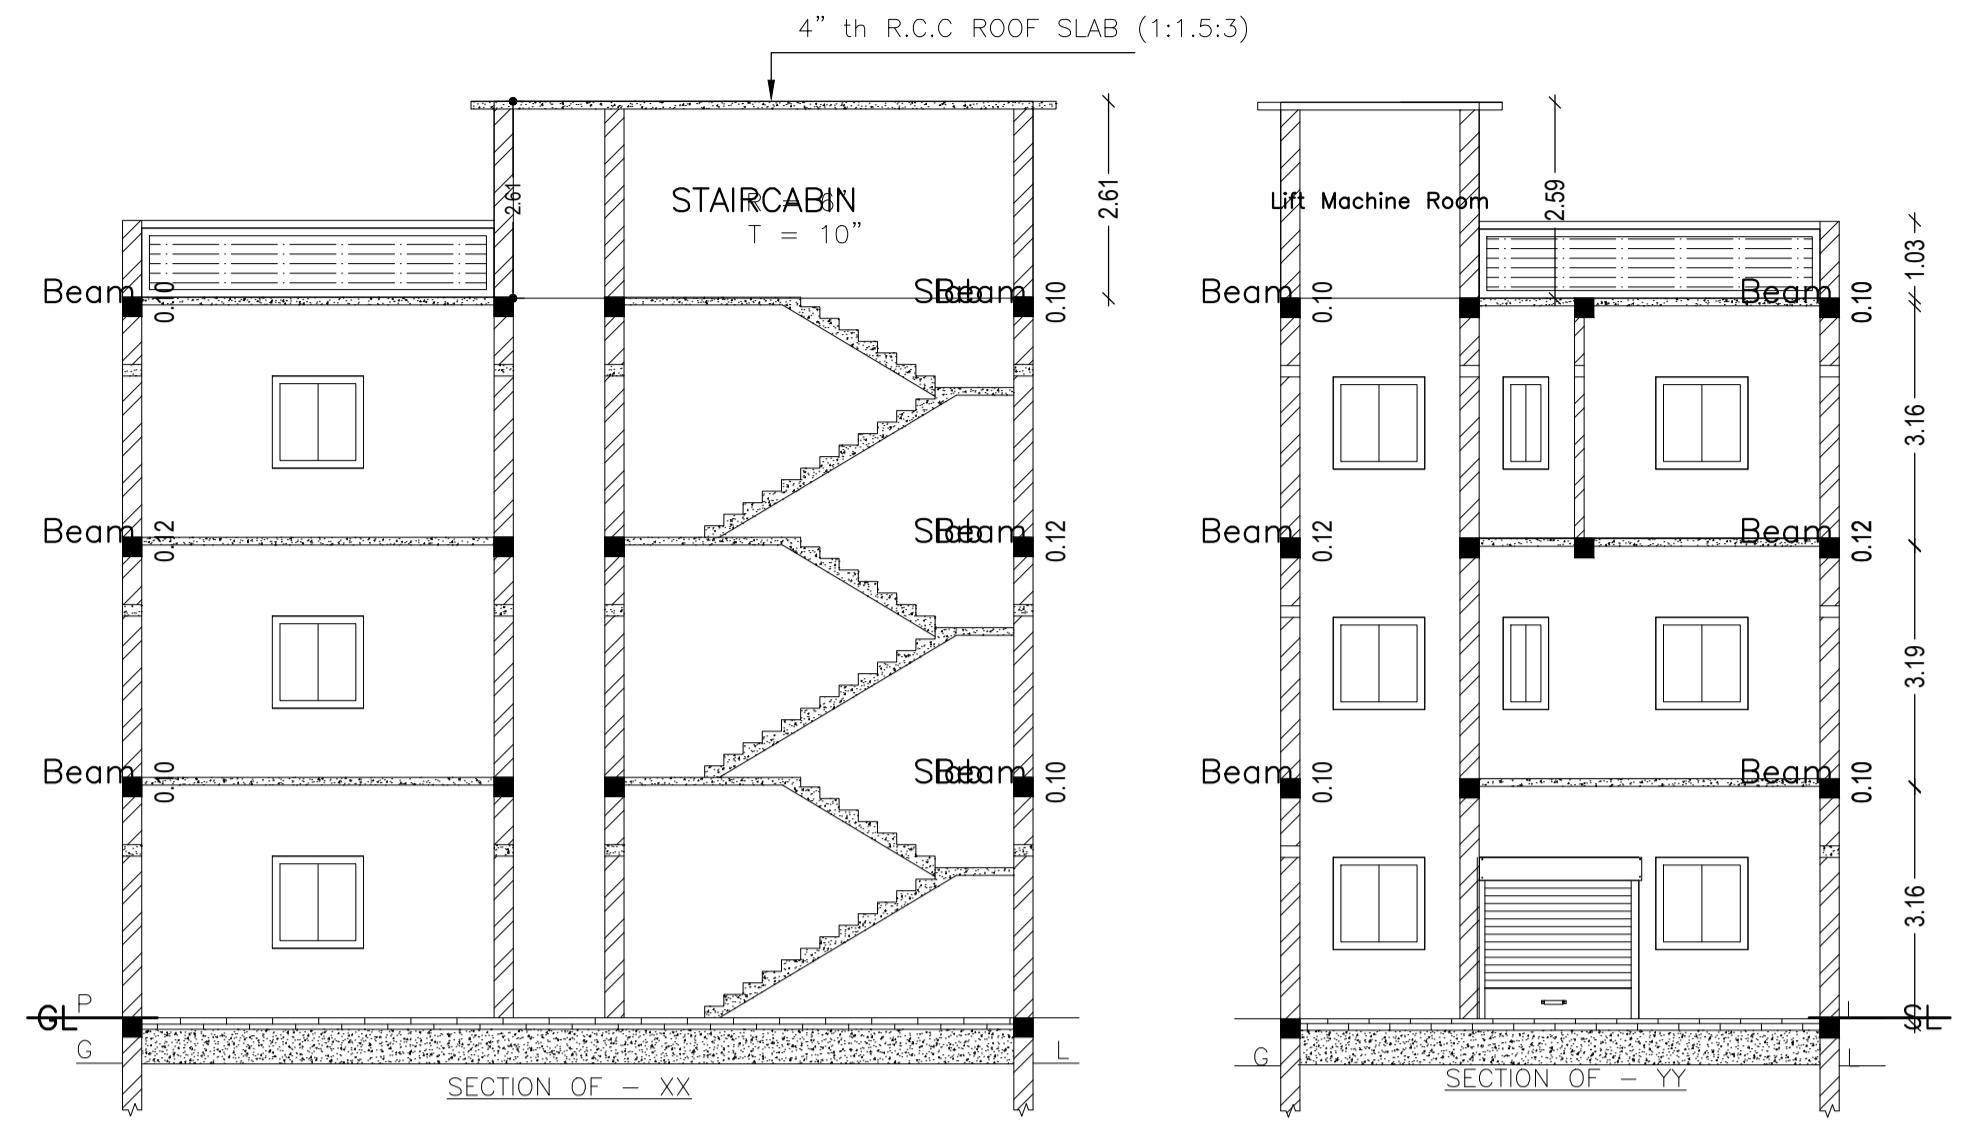 4” th R.C.C ROOF SLAB (1:1.5:3)
2.61
STAIRCABIN
T = 10”
2.61
Lift Machine Room
2.59
1.03
Beam
0.10
Slab
Beam
0.10
Beam
0.10
Beam
0.10
3.16
Beam
0.12
Slab
Beam
0.12
Beam
0.12
Beam
0.12
3.19
Beam
0.10
Slab
Beam
0.10
Beam
0.10
Beam
0.10
3.16
P
GL
L
G
L
G
L
SECTION OF – XX
SECTION OF – YY